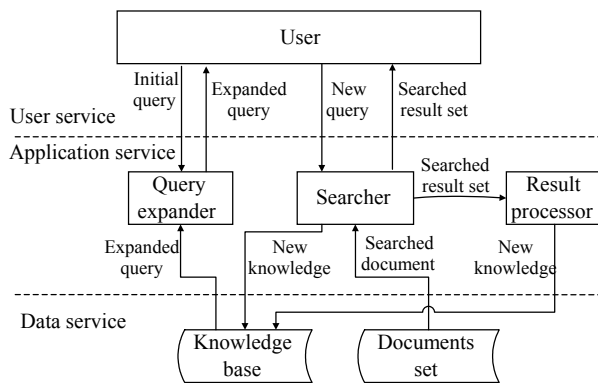 User
Initial
query
Expanded
query
New
query
Searched
result set
User service
Application service
Query
expander
Searcher
Searched
result set
Result
processor
Expanded
query
New
knowledge
Searched
document
New
knowledge
Data service
Knowledge
base
Documents
set